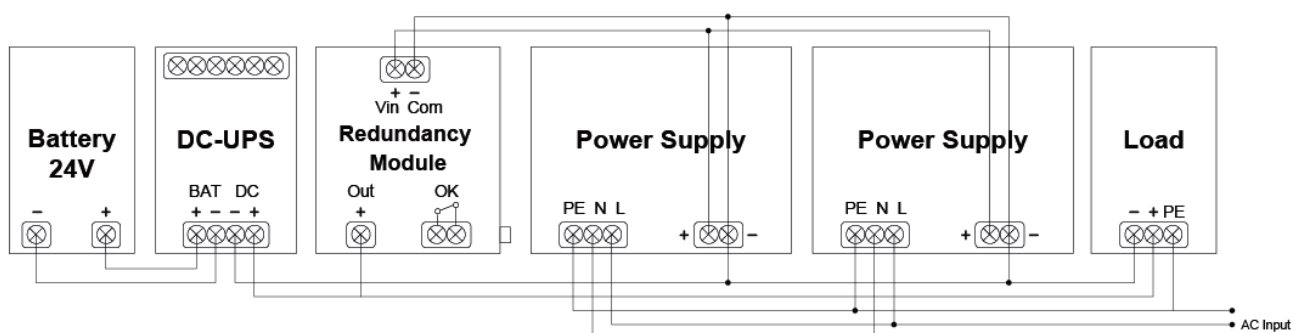 + −
Vin Com
Battery
24V
DC-UPS
Redundancy
Module
Power Supply
Power Supply
Load
BAT DC
Out
OK
PE N L
PE N L
− + PE
− +
+ − − +
+
+ −
+ −
AC Input